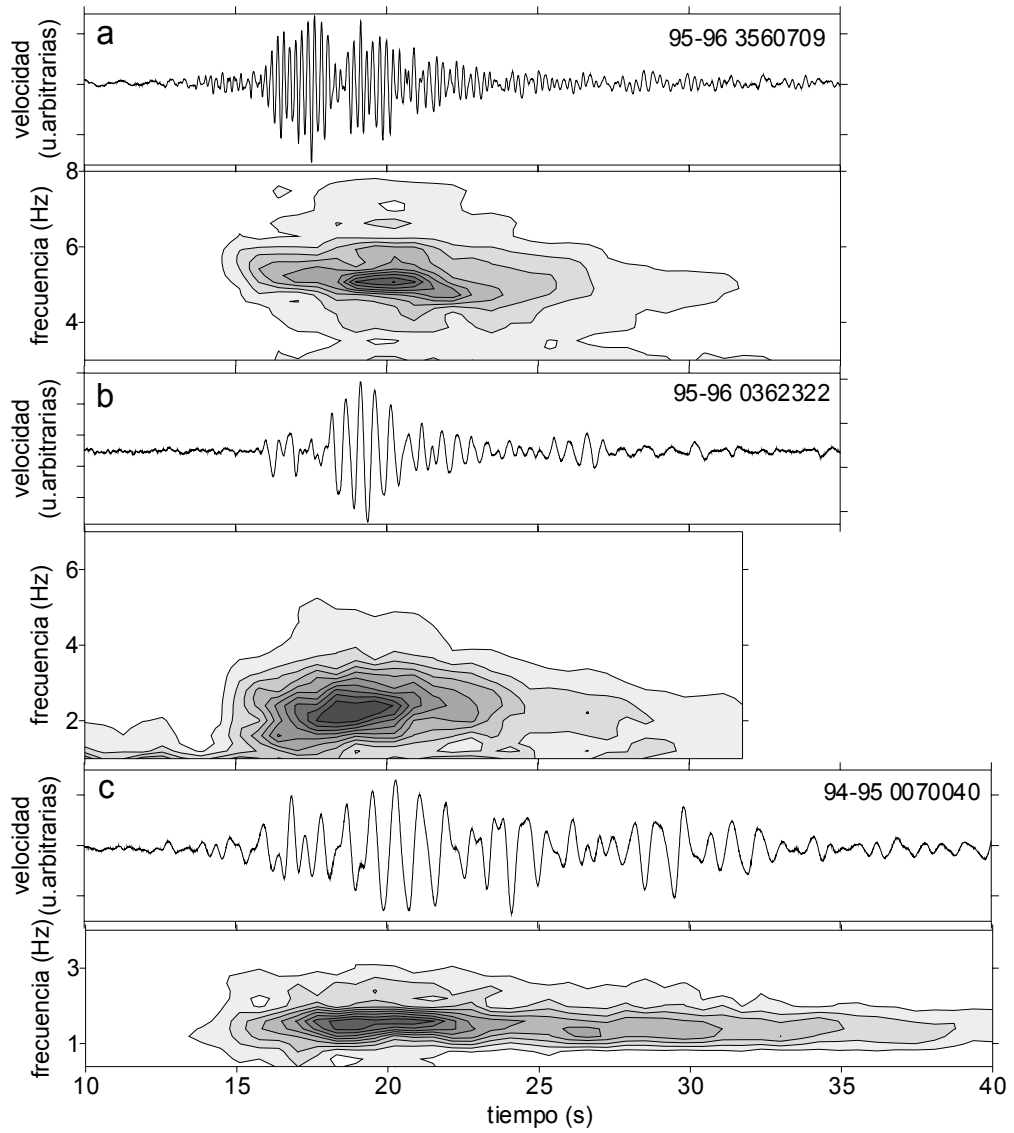 a
95-96 3560709
velocidad
(u.arbitrarias)
8
6
4
frecuencia (Hz)
b
95-96 0362322
velocidad
(u.arbitrarias)
6
4
2
frecuencia (Hz)
c
94-95 0070040
velocidad
(u.arbitrarias)
3
1
frecuencia (Hz)
10 15 20 25 30 35 40
tiempo (s)